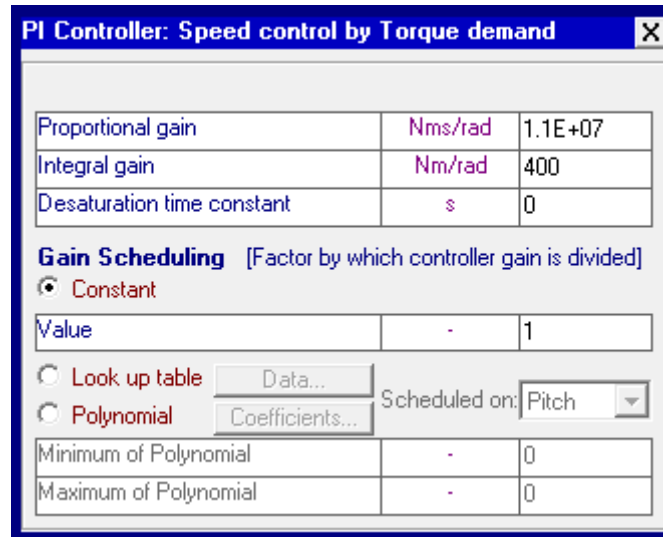 PI Controller: Speed control by Torque demand
Proportional gain Nms/rad 1.1E+07
Integral gain Nm/rad 400
Desaturation time constant s 0
Gain Scheduling [Factor by which controller gain is divided]
Constant
Value - 1
Look up table Data...
Scheduled on: Pitch
Polynomial Coefficients...
Minimum of Polynomial - 0
Maximum of Polynomial - 0